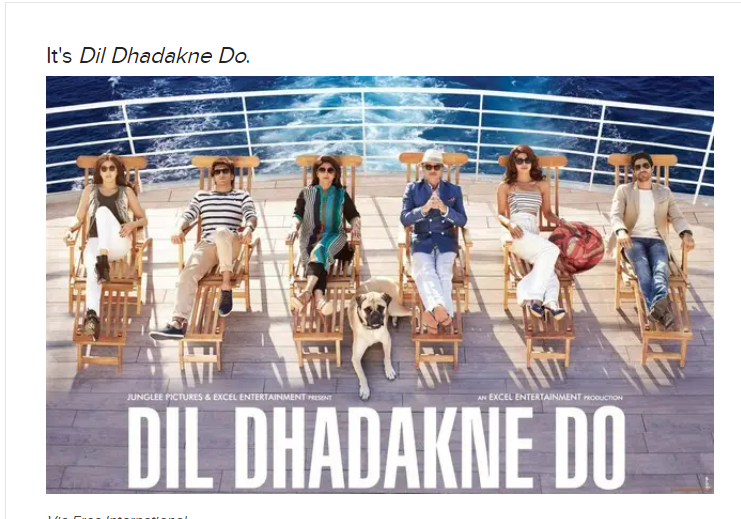 It's Dil Dhadakne Do.
JUNGLEE PICTURES & EXCEL ENTERTAINMENT PRESENT
AN EXCEL ENTERTAINMENT PRODUCTION
DIL DHADAKNE DO